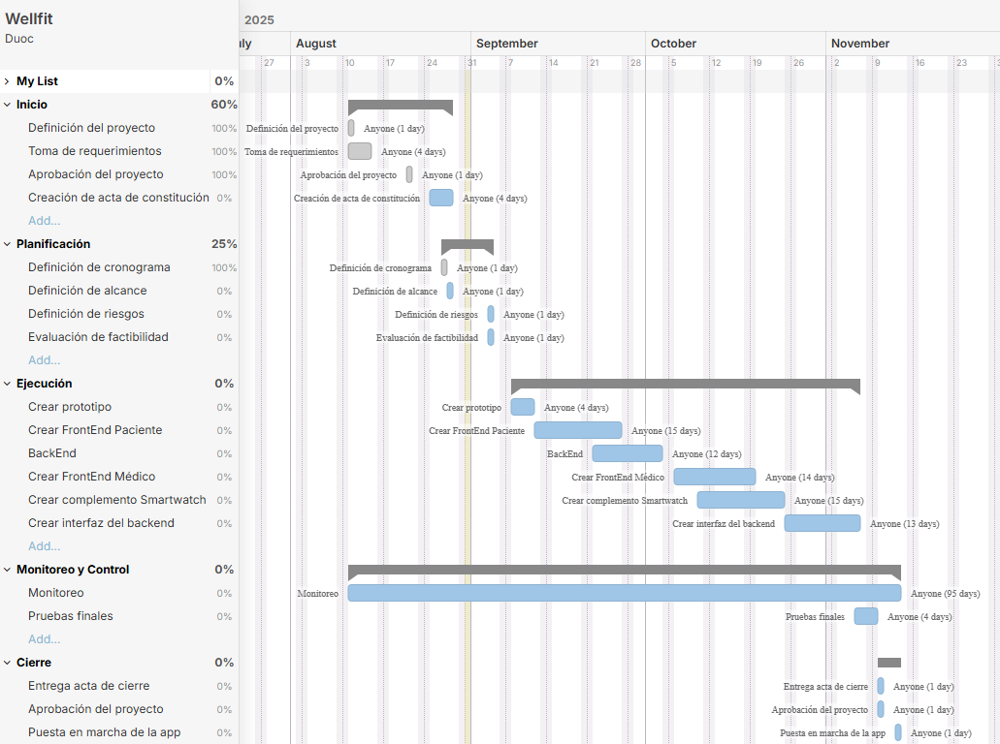 Wellfit
Duoc
2025
ly August September October November
27 3 10 17 24 31 7 14 21 28 5 12 19 26 2 9 16 23
My List 0%
Inicio 60%
Definición del proyecto 100% Definición del proyecto Anyone (1 day)
Toma de requerimientos 100% Toma de requerimientos Anyone (4 days)
Aprobación del proyecto 100% Aprobación del proyecto Anyone (1 day)
Creación de acta de constitución 0% Creación de acta de constitución Anyone (4 days)
Add...
Planificación 25%
Definición de cronograma 100% Definición de cronograma Anyone (1 day)
Definición de alcance 0% Definición de alcance Anyone (1 day)
Definición de riesgos 0% Definición de riesgos Anyone (1 day)
Evaluación de factibilidad 0% Evaluación de factibilidad Anyone (1 day)
Add...
Ejecución 0%
Crear prototipo 0% Crear prototipo Anyone (4 days)
Crear FrontEnd Paciente 0% Crear FrontEnd Paciente Anyone (15 days)
BackEnd 0% BackEnd Anyone (12 days)
Crear FrontEnd Médico 0% Crear FrontEnd Médico Anyone (14 days)
Crear complemento Smartwatch 0% Crear complemento Smartwatch Anyone (15 days)
Crear interfaz del backend 0% Crear interfaz del backend Anyone (13 days)
Add...
Monitoreo y Control 0%
Monitoreo 0% Monitoreo Anyone (95 days)
Pruebas finales 0% Pruebas finales Anyone (4 days)
Add...
Cierre 0%
Entrega acta de cierre 0% Entrega acta de cierre Anyone (1 day)
Aprobación del proyecto 0% Aprobación del proyecto Anyone (1 day)
Puesta en marcha de la app 0% Puesta en marcha de la app Anyone (1 day)